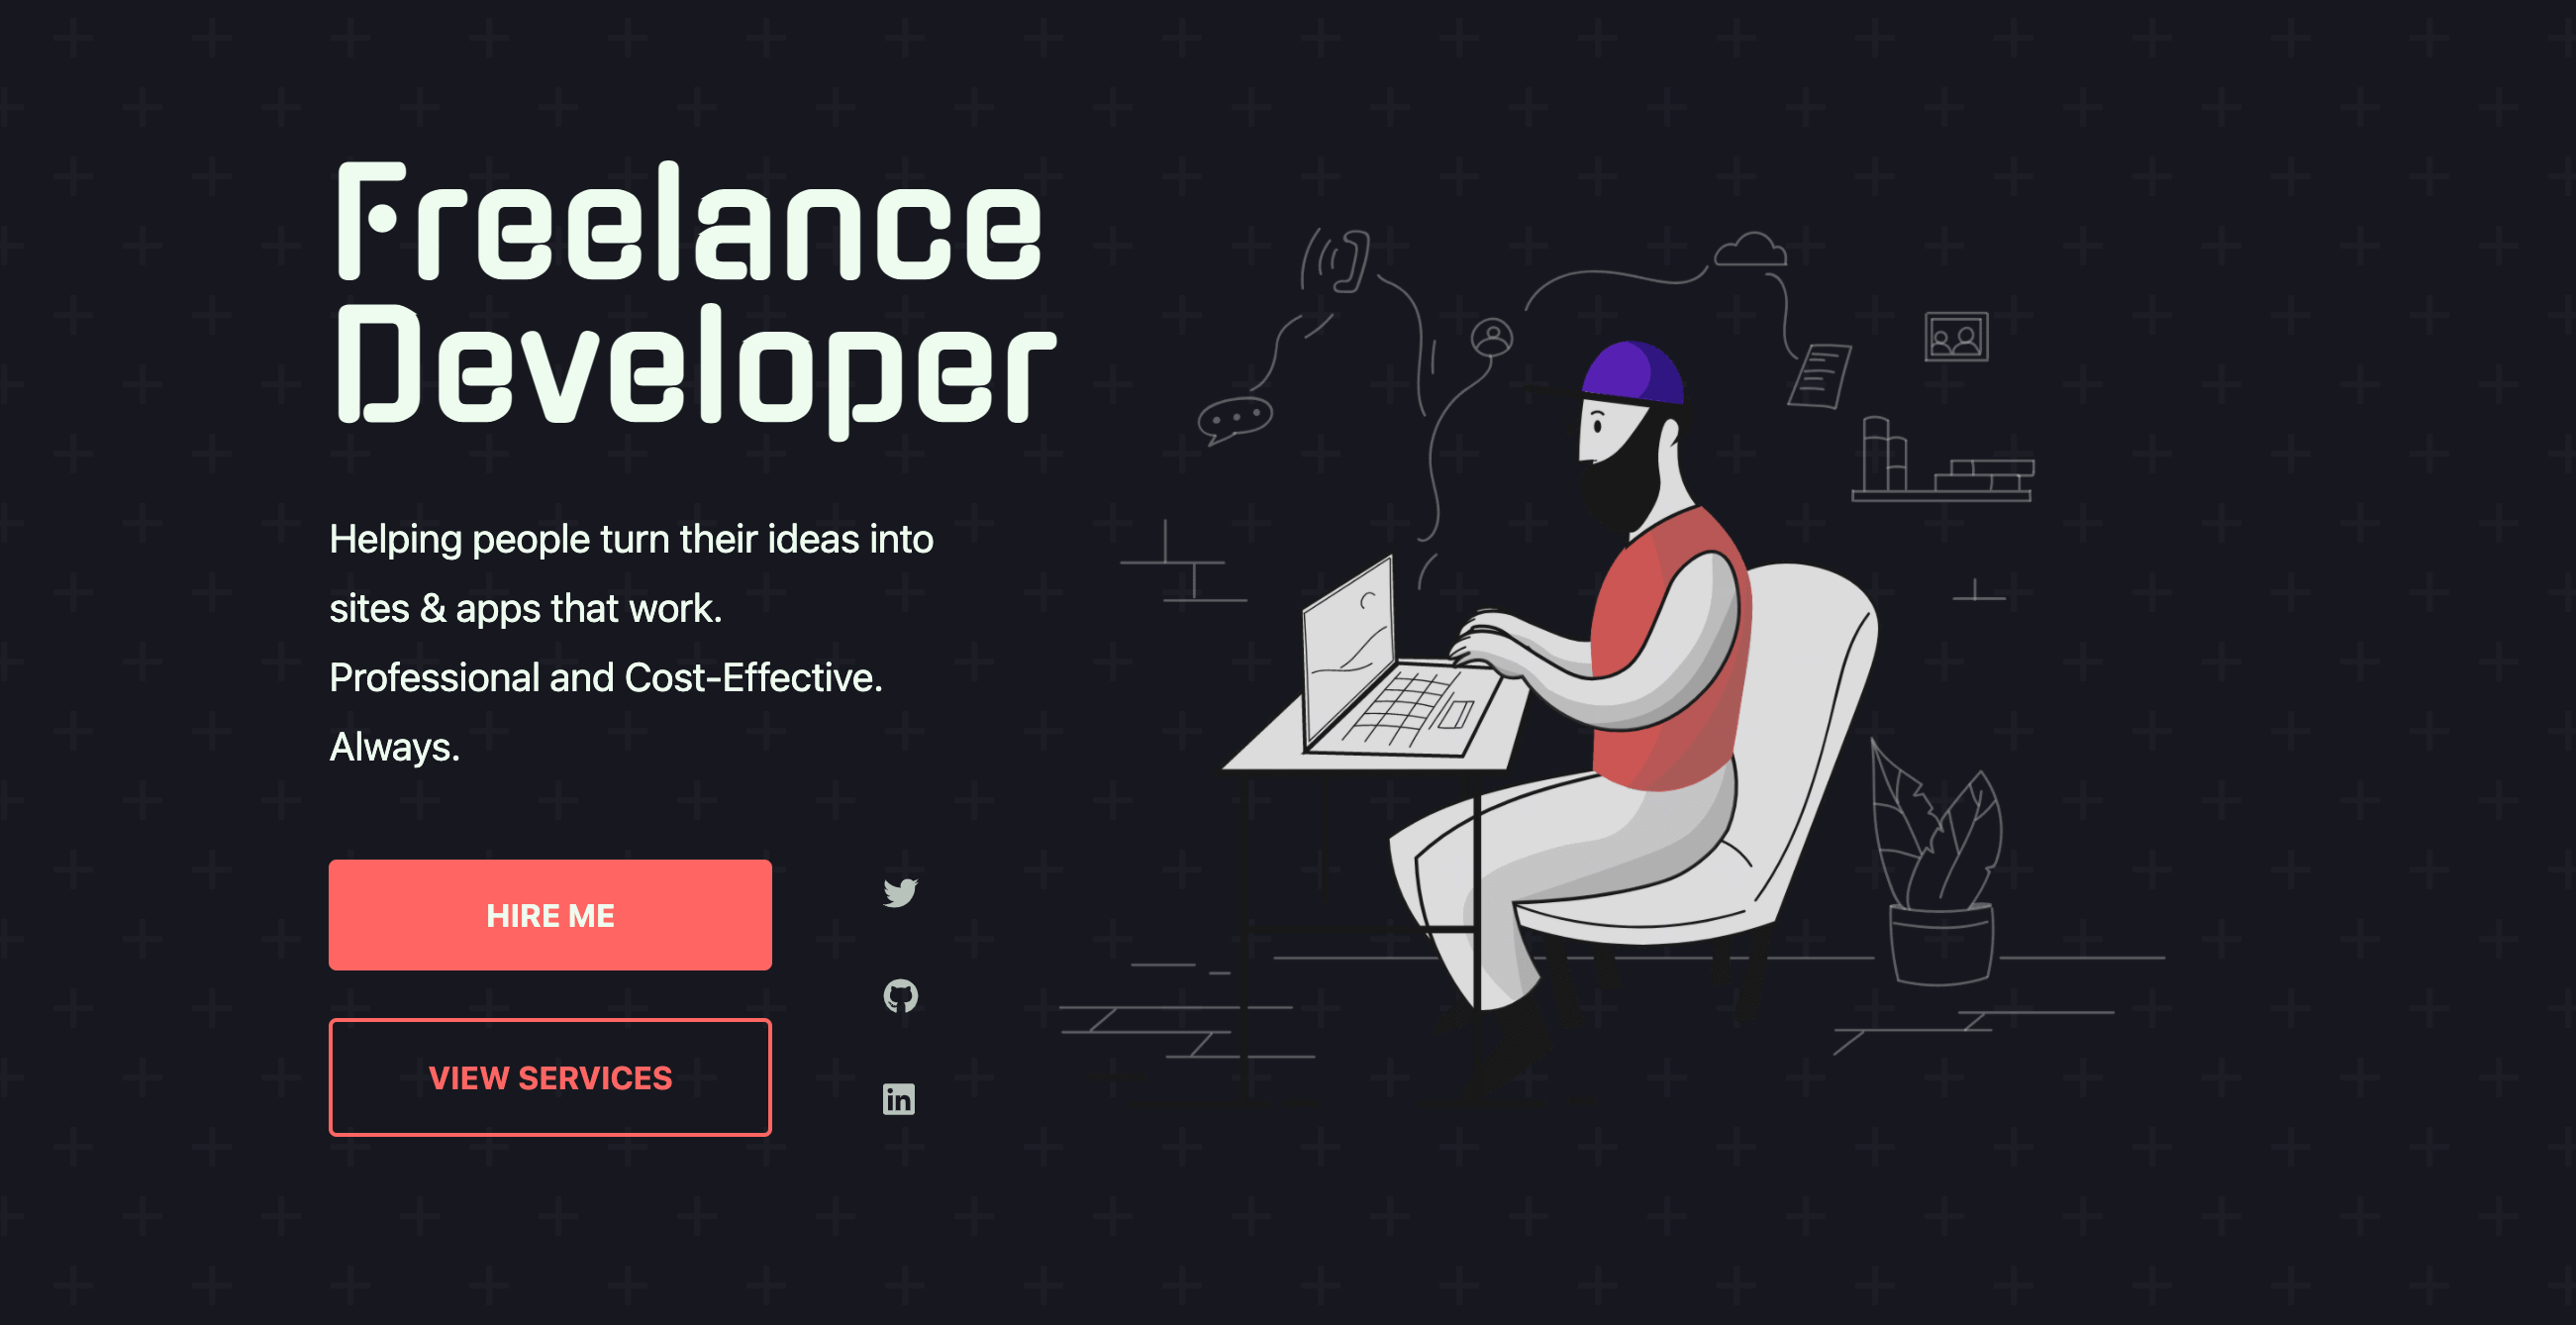 Freelance
Developer
Helping people turn their ideas into
sites & apps that work.
Professional and Cost-Effective.
Always.
HIRE ME
VIEW SERVICES
in